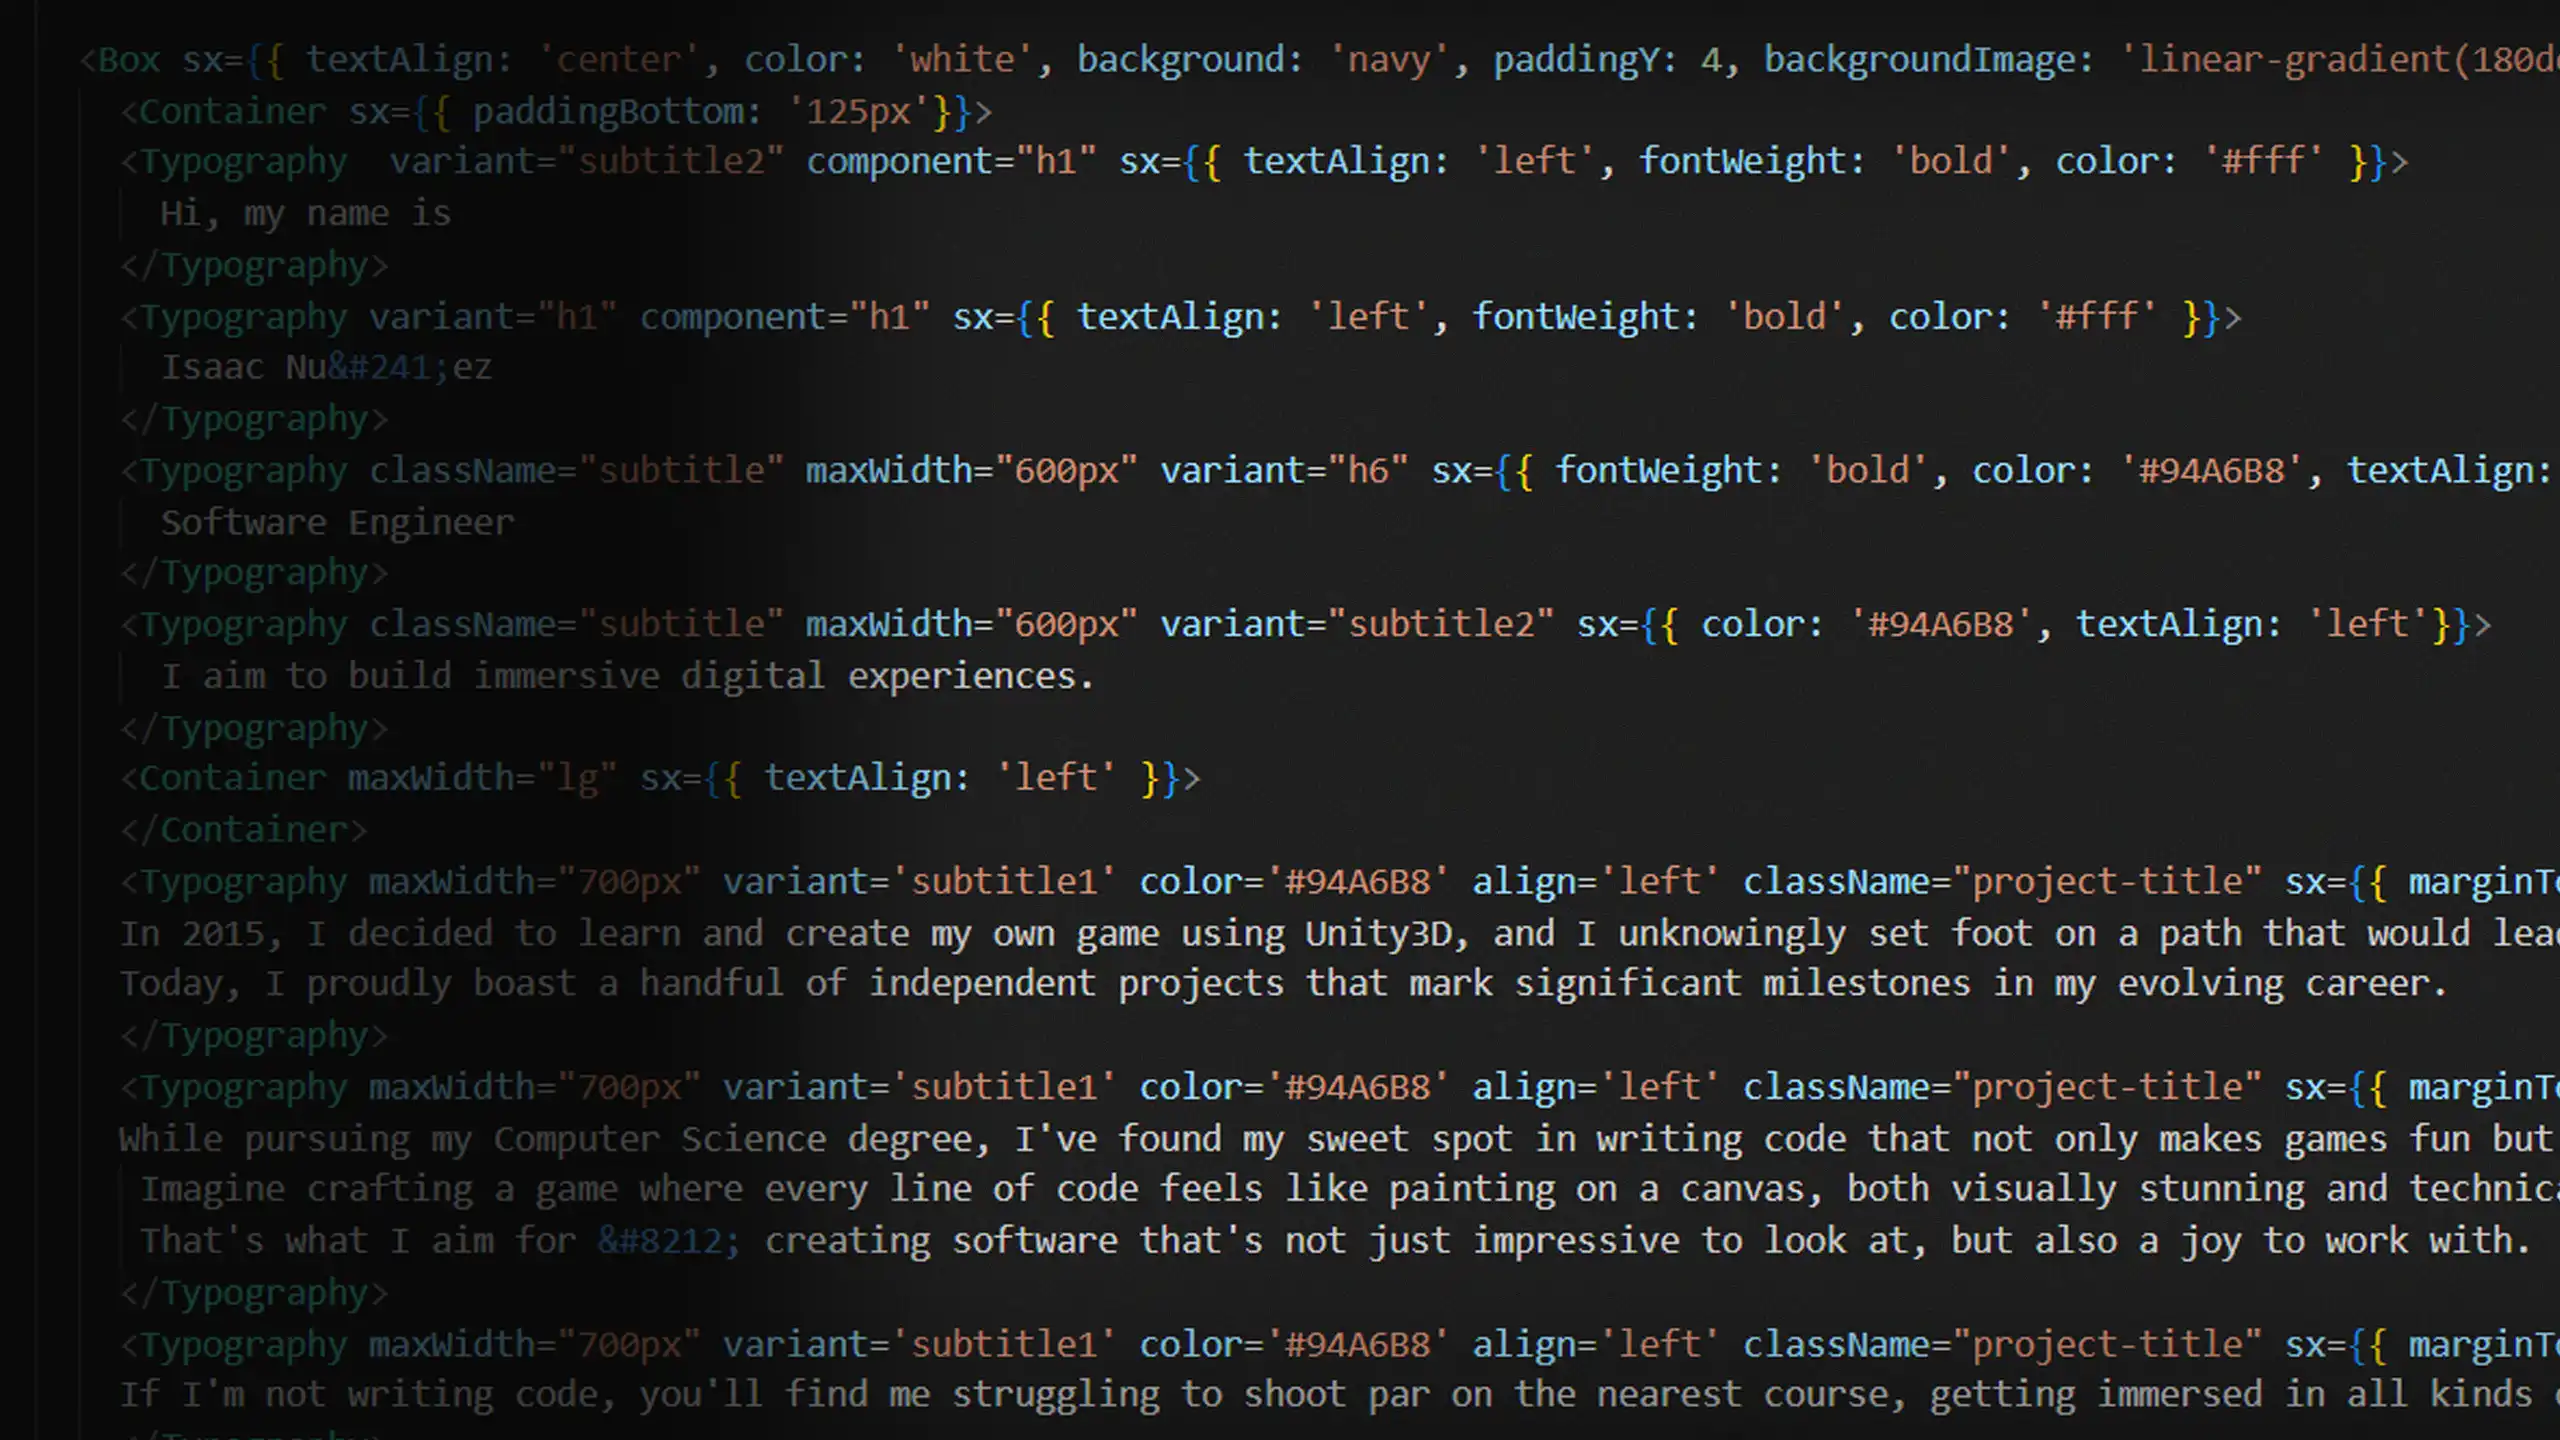 <Box sx={{ textAlign: 'center', color: 'white', background: 'navy', paddingY: 4, backgroundImage: 'linear-gradient(180d
<Container sx={{ paddingBottom: '125px'}}>
<Typography  variant="subtitle2" component="h1" sx={{ textAlign: 'left', fontWeight: 'bold', color: '#fff' }}>
Hi, my name is
</Typography>
<Typography variant="h1" component="h1" sx={{ textAlign: 'left', fontWeight: 'bold', color: '#fff' }}>
Isaac Nu&#241;ez
</Typography>
<Typography className="subtitle" maxWidth="600px" variant="h6" sx={{ fontWeight: 'bold', color: '#94A6B8', textAlign:
Software Engineer
</Typography>
<Typography className="subtitle" maxWidth="600px" variant="subtitle2" sx={{ color: '#94A6B8', textAlign: 'left'}}>
I aim to build immersive digital experiences.
</Typography>
<Container maxWidth="lg" sx={{ textAlign: 'left' }}>
</Container>
<Typography maxWidth="700px" variant='subtitle1' color='#94A6B8' align='left' className="project-title" sx={{ marginT
In 2015, I decided to learn and create my own game using Unity3D, and I unknowingly set foot on a path that would lea
Today, I proudly boast a handful of independent projects that mark significant milestones in my evolving career.
</Typography>
<Typography maxWidth="700px" variant='subtitle1' color='#94A6B8' align='left' className="project-title" sx={{ marginT
While pursuing my Computer Science degree, I've found my sweet spot in writing code that not only makes games fun but
Imagine crafting a game where every line of code feels like painting on a canvas, both visually stunning and technic
That's what I aim for &#8212; creating software that's not just impressive to look at, but also a joy to work with.
</Typography>
<Typography maxWidth="700px" variant='subtitle1' color='#94A6B8' align='left' className="project-title" sx={{ marginT
If I'm not writing code, you'll find me struggling to shoot par on the nearest course, getting immersed in all kinds
</Typography>